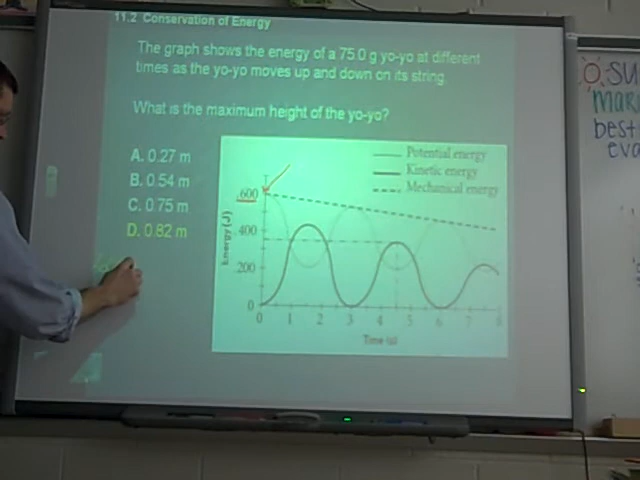 11.2 Conservation of Energy
The graph shows the energy of a 75.0 g yo-yo at different
times as the yo-yo moves up and down on its string
What is the maximum height of the yo-yo?
A. 0.27 m
B. 0.54 m
C. 0.75 m
D. 0.82 m
Potential energy
Kinetic energy
Mechanical energy
Energy (J)
600
400
200
0
0 1 2 3 4 5 6 7 8
Time (s)
su
mar
best
eva